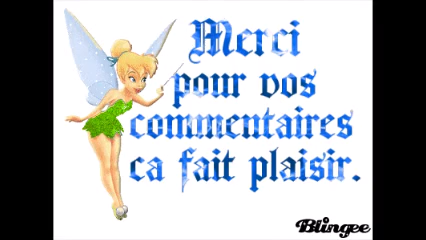 Merci
pour vos
commentaires
ca fait plaisir.
Blingee